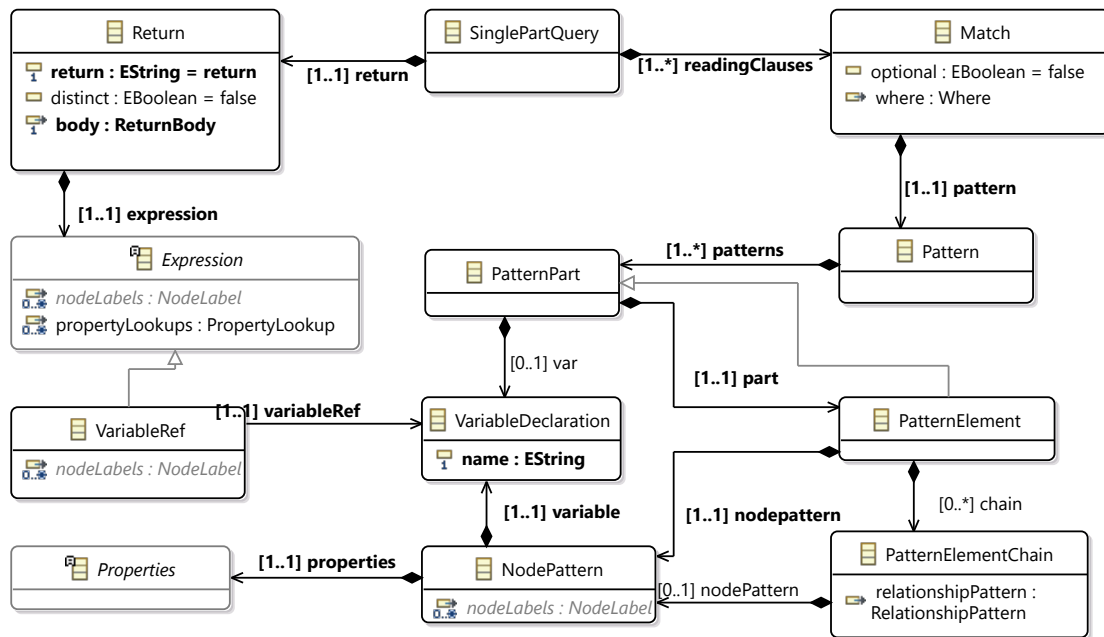 Return
SinglePartQuery
Match
[1..1] return
[1..*] readingClauses
return : EString = return
distinct : EBoolean = false
body : ReturnBody
optional : EBoolean = false
where : Where
[1..1] expression
[1..1] pattern
Expression
nodeLabels : NodeLabel
propertyLookups : PropertyLookup
PatternPart
[1..*] patterns
Pattern
[0..1] var
[1..1] part
VariableRef
nodeLabels : NodeLabel
[1..1] variableRef
VariableDeclaration
name : EString
PatternElement
[1..1] variable
[1..1] nodepattern
[0..*] chain
Properties
[1..1] properties
NodePattern
nodeLabels : NodeLabel
[0..1] nodePattern
PatternElementChain
relationshipPattern :
RelationshipPattern